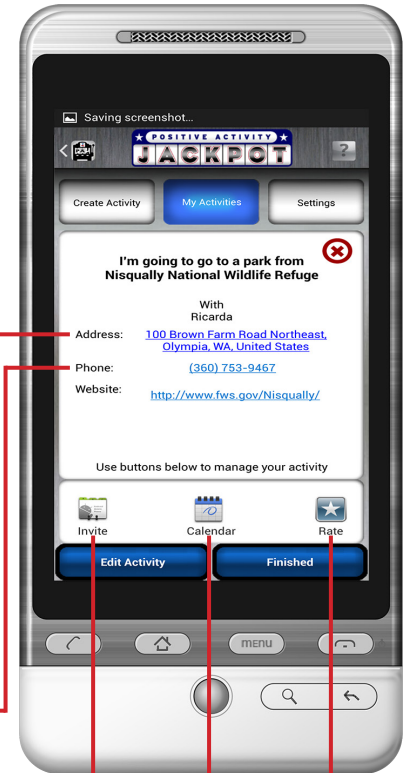 Saving screenshot...
POSITIVE ACTIVITY
JACKPOT
?
Create Activity
My Activities
Settings
I'm going to go to a park from
Nisqually National Wildlife Refuge
With
Ricarda
Address: 100 Brown Farm Road Northeast,
Olympia, WA, United States
Phone: (360) 753-9467
Website: http://www.fws.gov/Nisqually/
Use buttons below to manage your activity
Invite
Calendar
Rate
Edit Activity
Finished
MENU